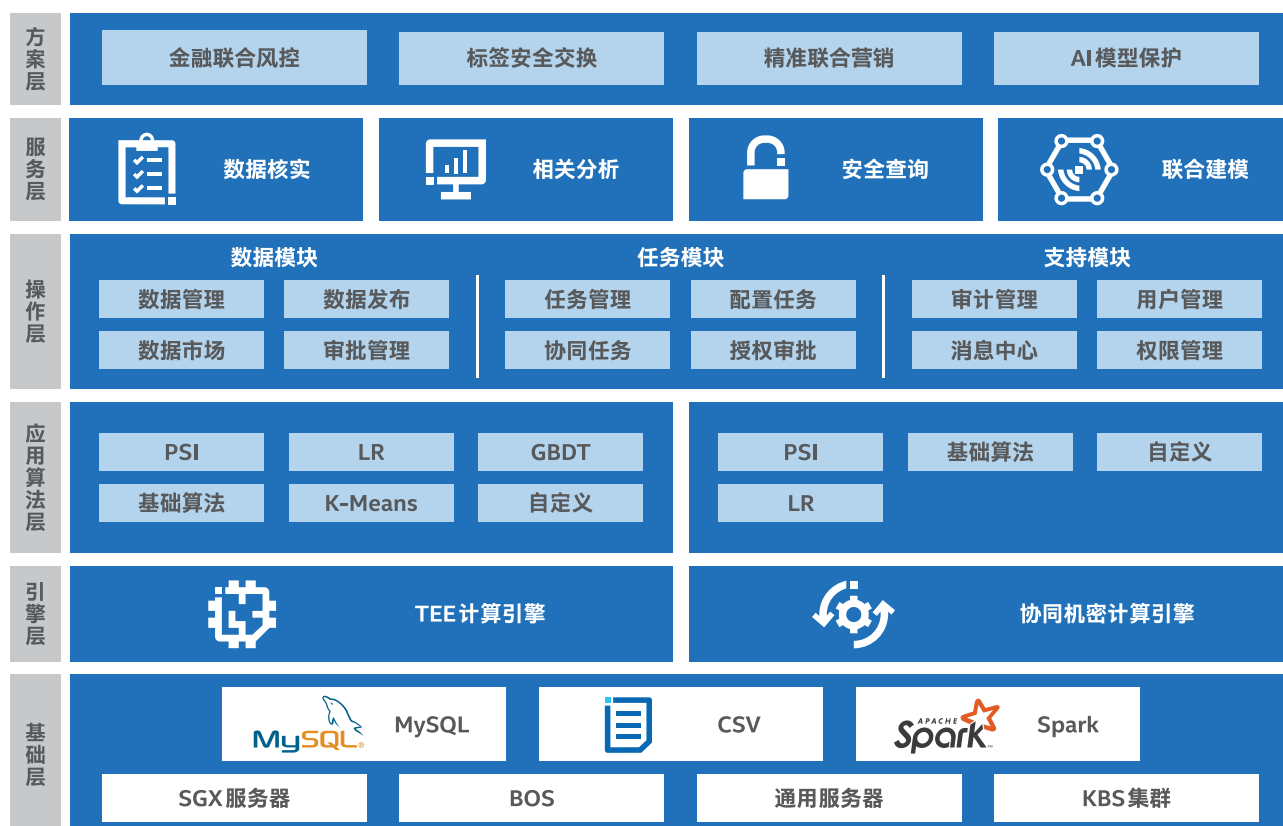 方案层
金融联合风控
标签安全交换
精准联合营销
AI模型保护
服务层
数据核实
相关分析
安全查询
联合建模
操作层
数据模块
任务模块
支持模块
数据管理
数据发布
任务管理
配置任务
审计管理
用户管理
数据市场
审批管理
协同任务
授权审批
消息中心
权限管理
应用算法层
PSI
LR
GBDT
PSI
基础算法
自定义
基础算法
K-Means
自定义
LR
引擎层
TEE计算引擎
协同机密计算引擎
基础层
MySQL®
MySQL
CSV
APACHE
Spark™
Spark
SGX服务器
BOS
通用服务器
KBS集群